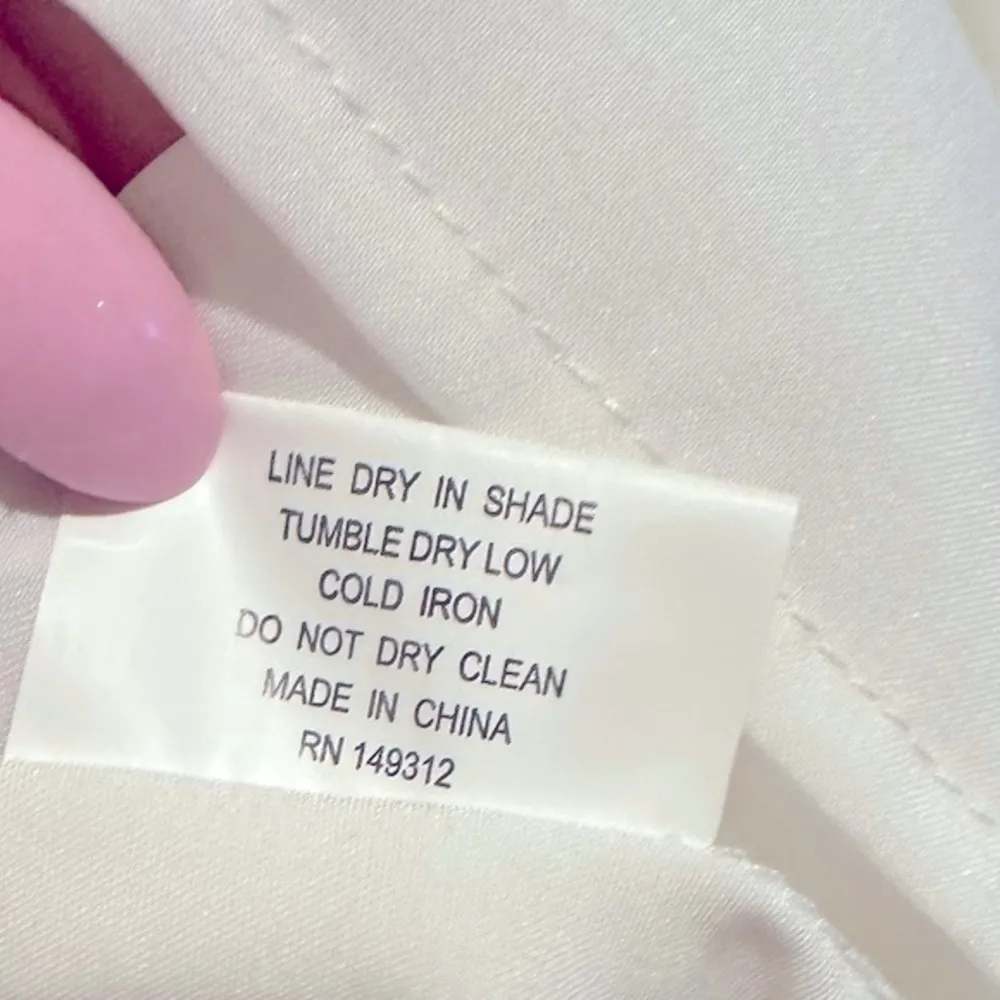 LINE DRY IN SHADE
TUMBLE DRY LOW
COLD IRON
DO NOT DRY CLEAN
MADE IN CHINA
RN 149312